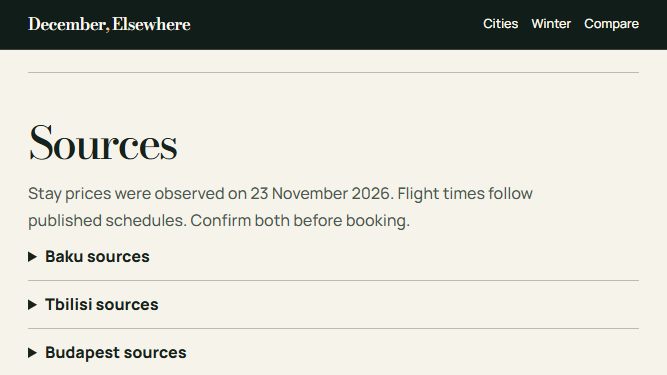 December, Elsewhere
Cities Winter Compare
Sources
Stay prices were observed on 23 November 2026. Flight times follow
published schedules. Confirm both before booking.
Baku sources
Tbilisi sources
Budapest sources